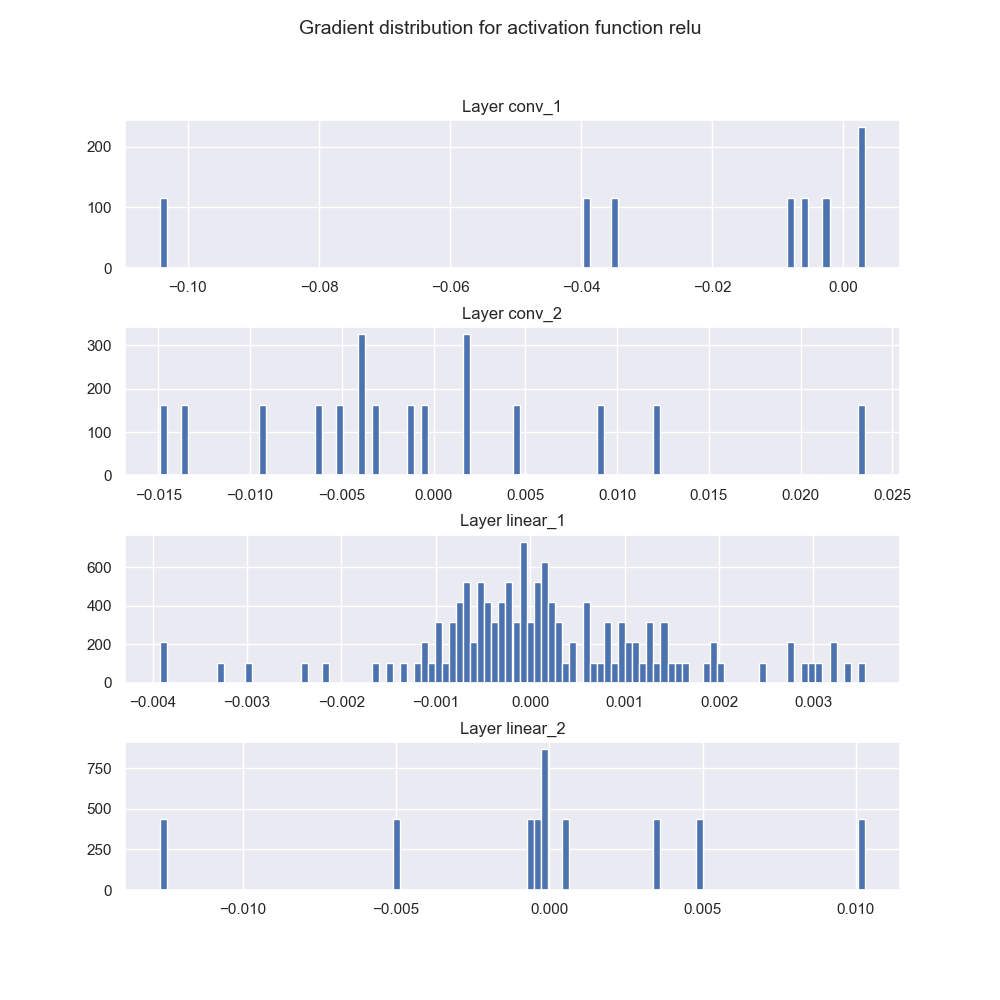 Gradient distribution for activation function relu
Layer conv_1
200
100
0
−0.10 −0.08 −0.06 −0.04 −0.02 0.00
Layer conv_2
300
200
100
0
−0.015 −0.010 −0.005 0.000 0.005 0.010 0.015 0.020 0.025
Layer linear_1
600
400
200
0
−0.004 −0.003 −0.002 −0.001 0.000 0.001 0.002 0.003
Layer linear_2
750
500
250
0
−0.010 −0.005 0.000 0.005 0.010